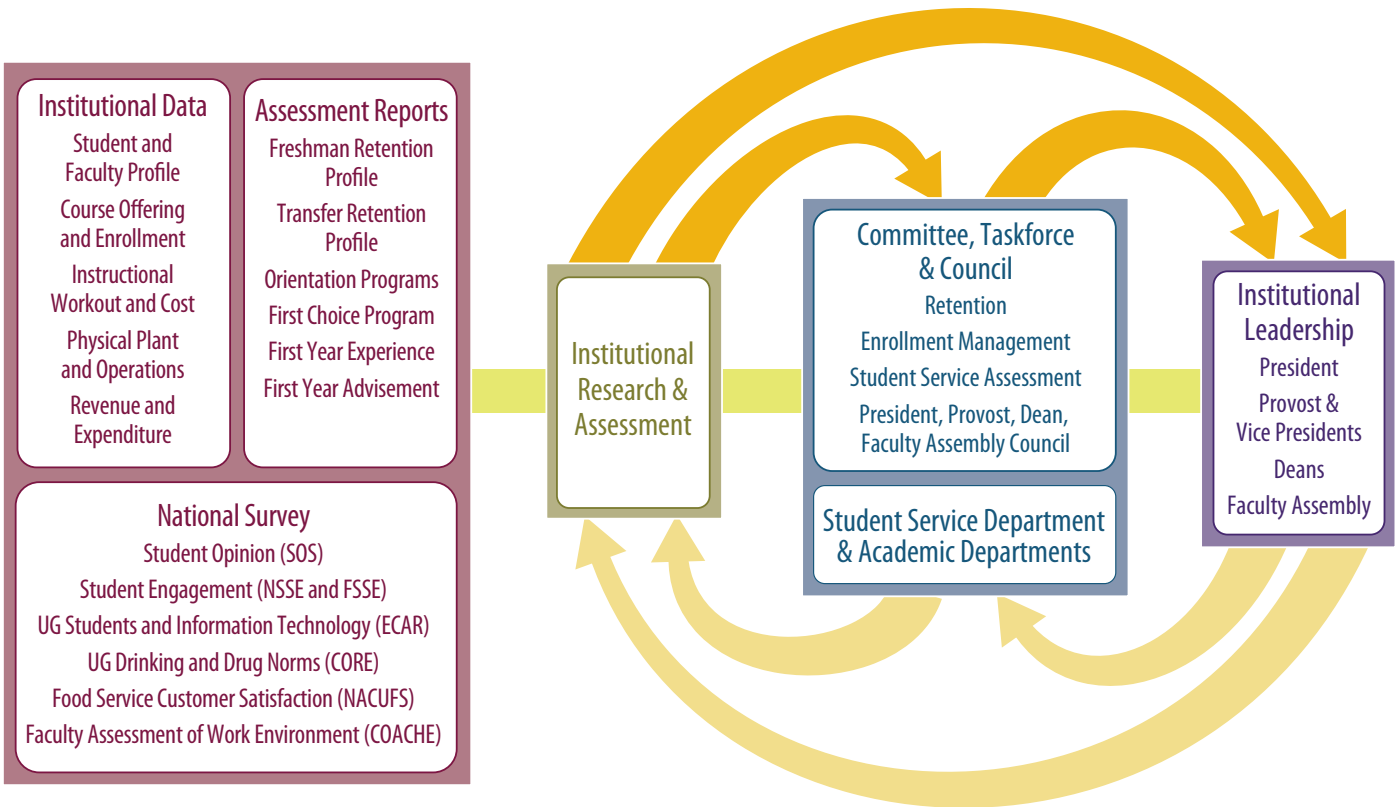 Institutional Data
Student and
Faculty Profile
Course Offering
and Enrollment
Instructional
Workout and Cost
Physical Plant
and Operations
Revenue and
Expenditure
Assessment Reports
Freshman Retention
Profile
Transfer Retention
Profile
Orientation Programs
First Choice Program
First Year Experience
First Year Advisement
National Survey
Student Opinion (SOS)
Student Engagement (NSSE and FSSE)
UG Students and Information Technology (ECAR)
UG Drinking and Drug Norms (CORE)
Food Service Customer Satisfaction (NACUFS)
Faculty Assessment of Work Environment (COACHE)
Institutional
Research &
Assessment
Committee, Taskforce
& Council
Retention
Enrollment Management
Student Service Assessment
President, Provost, Dean,
Faculty Assembly Council
Student Service Department
& Academic Departments
Institutional
Leadership
President
Provost &
Vice Presidents
Deans
Faculty Assembly